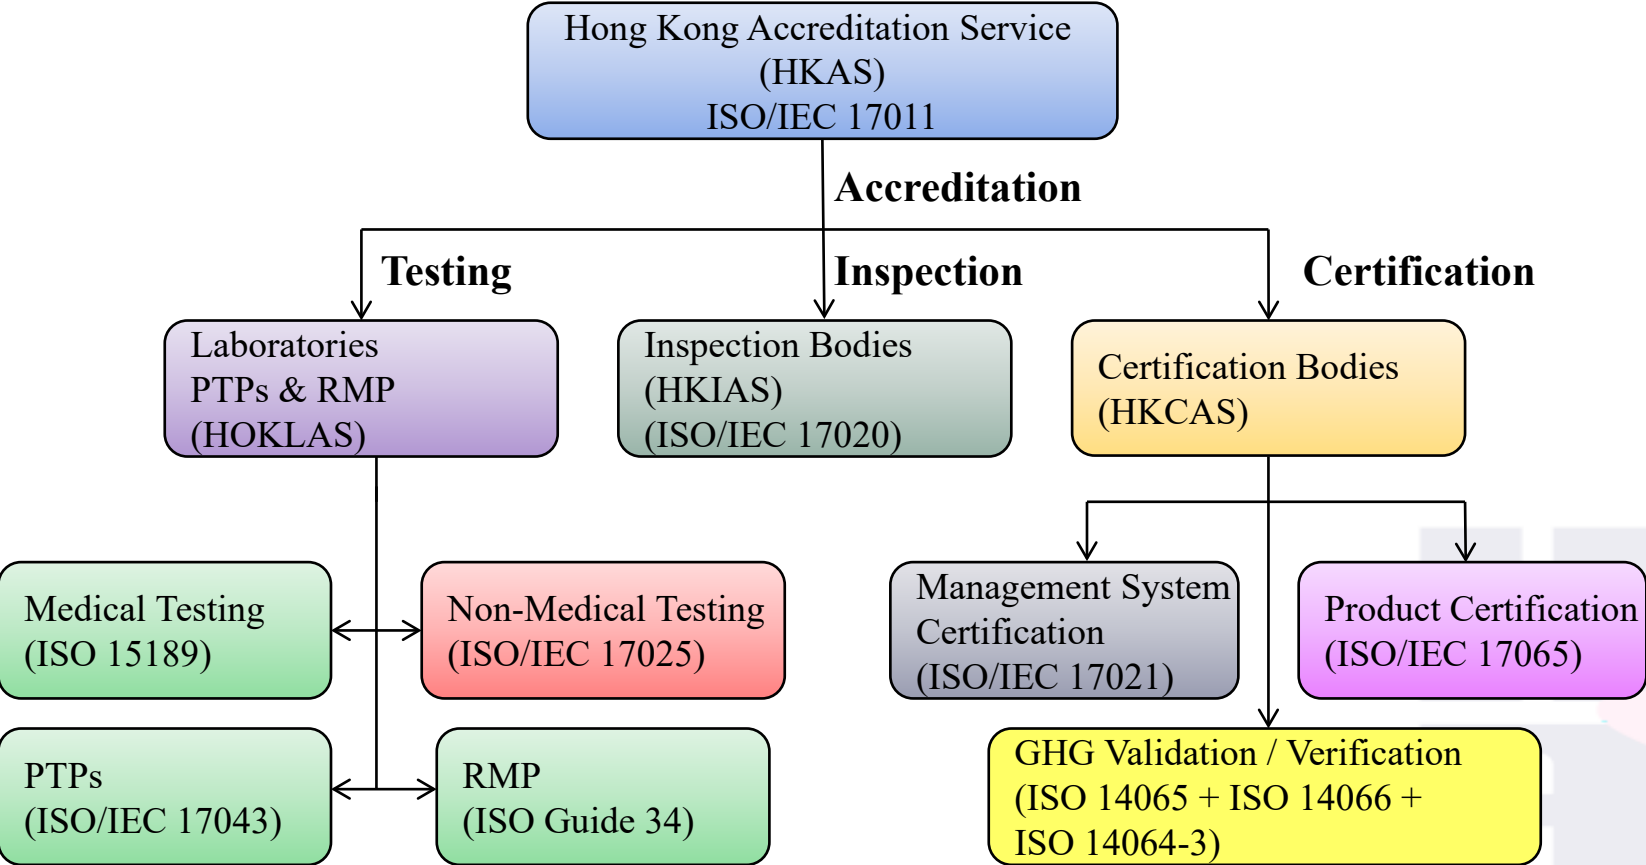 Hong Kong Accreditation Service
(HKAS)
ISO/IEC 17011
Accreditation
Testing
Inspection
Certification
Laboratories
PTPs & RMP
(HOKLAS)
Inspection Bodies
(HKIAS)
(ISO/IEC 17020)
Certification Bodies
(HKCAS)
Medical Testing
(ISO 15189)
Non-Medical Testing
(ISO/IEC 17025)
Management System
Certification
(ISO/IEC 17021)
Product Certification
(ISO/IEC 17065)
PTPs
(ISO/IEC 17043)
RMP
(ISO Guide 34)
GHG Validation / Verification
(ISO 14065 + ISO 14066 +
ISO 14064-3)